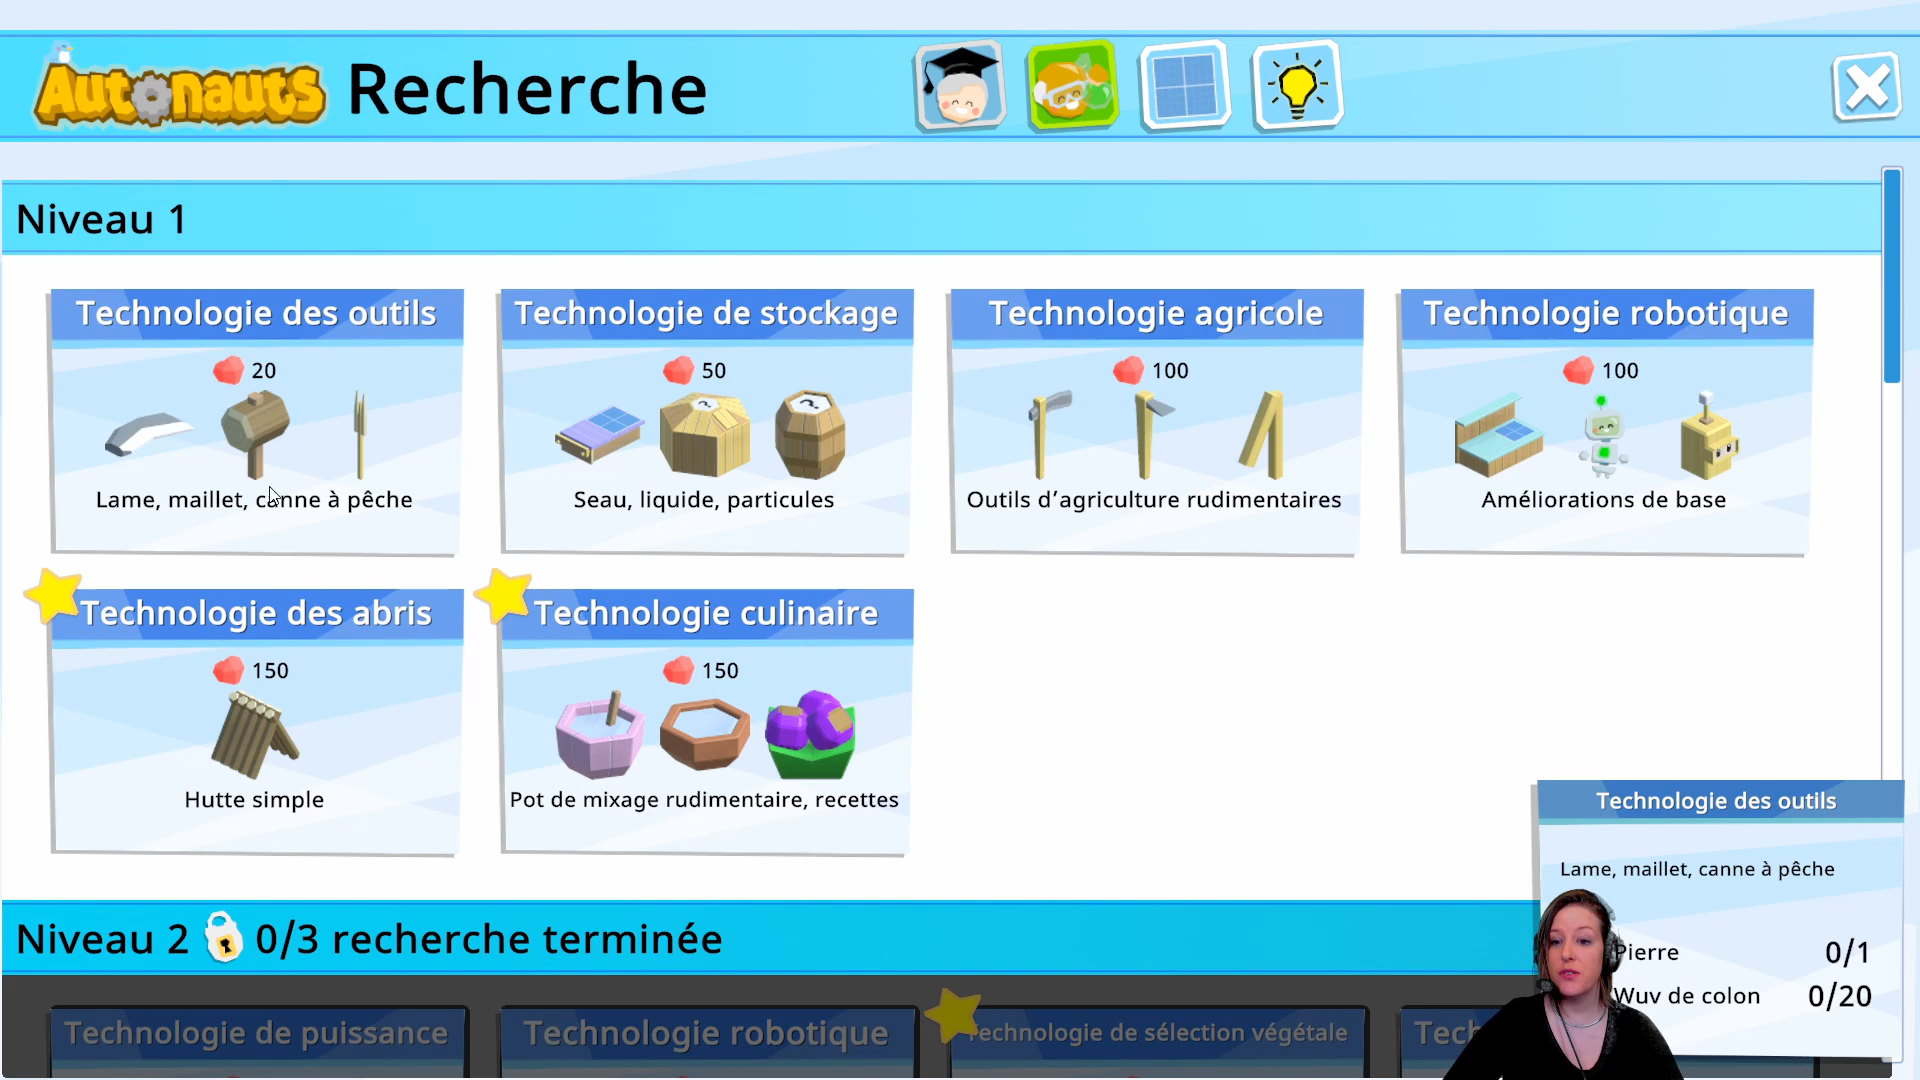 Autonauts
Recherche
Niveau 1
Technologie des outils
20
Lame, maillet, canne à pêche
Technologie de stockage
50
Seau, liquide, particules
Technologie agricole
100
Outils d’agriculture rudimentaires
Technologie robotique
100
Améliorations de base
Technologie des abris
150
Hutte simple
Technologie culinaire
150
Pot de mixage rudimentaire, recettes
Niveau 2 0/3 recherche terminée
Technologie de puissance
Technologie robotique
Technologie de sélection végétale
Technologie des outils
Lame, maillet, canne à pêche
Pierre 0/1
Wuv de colon 0/20